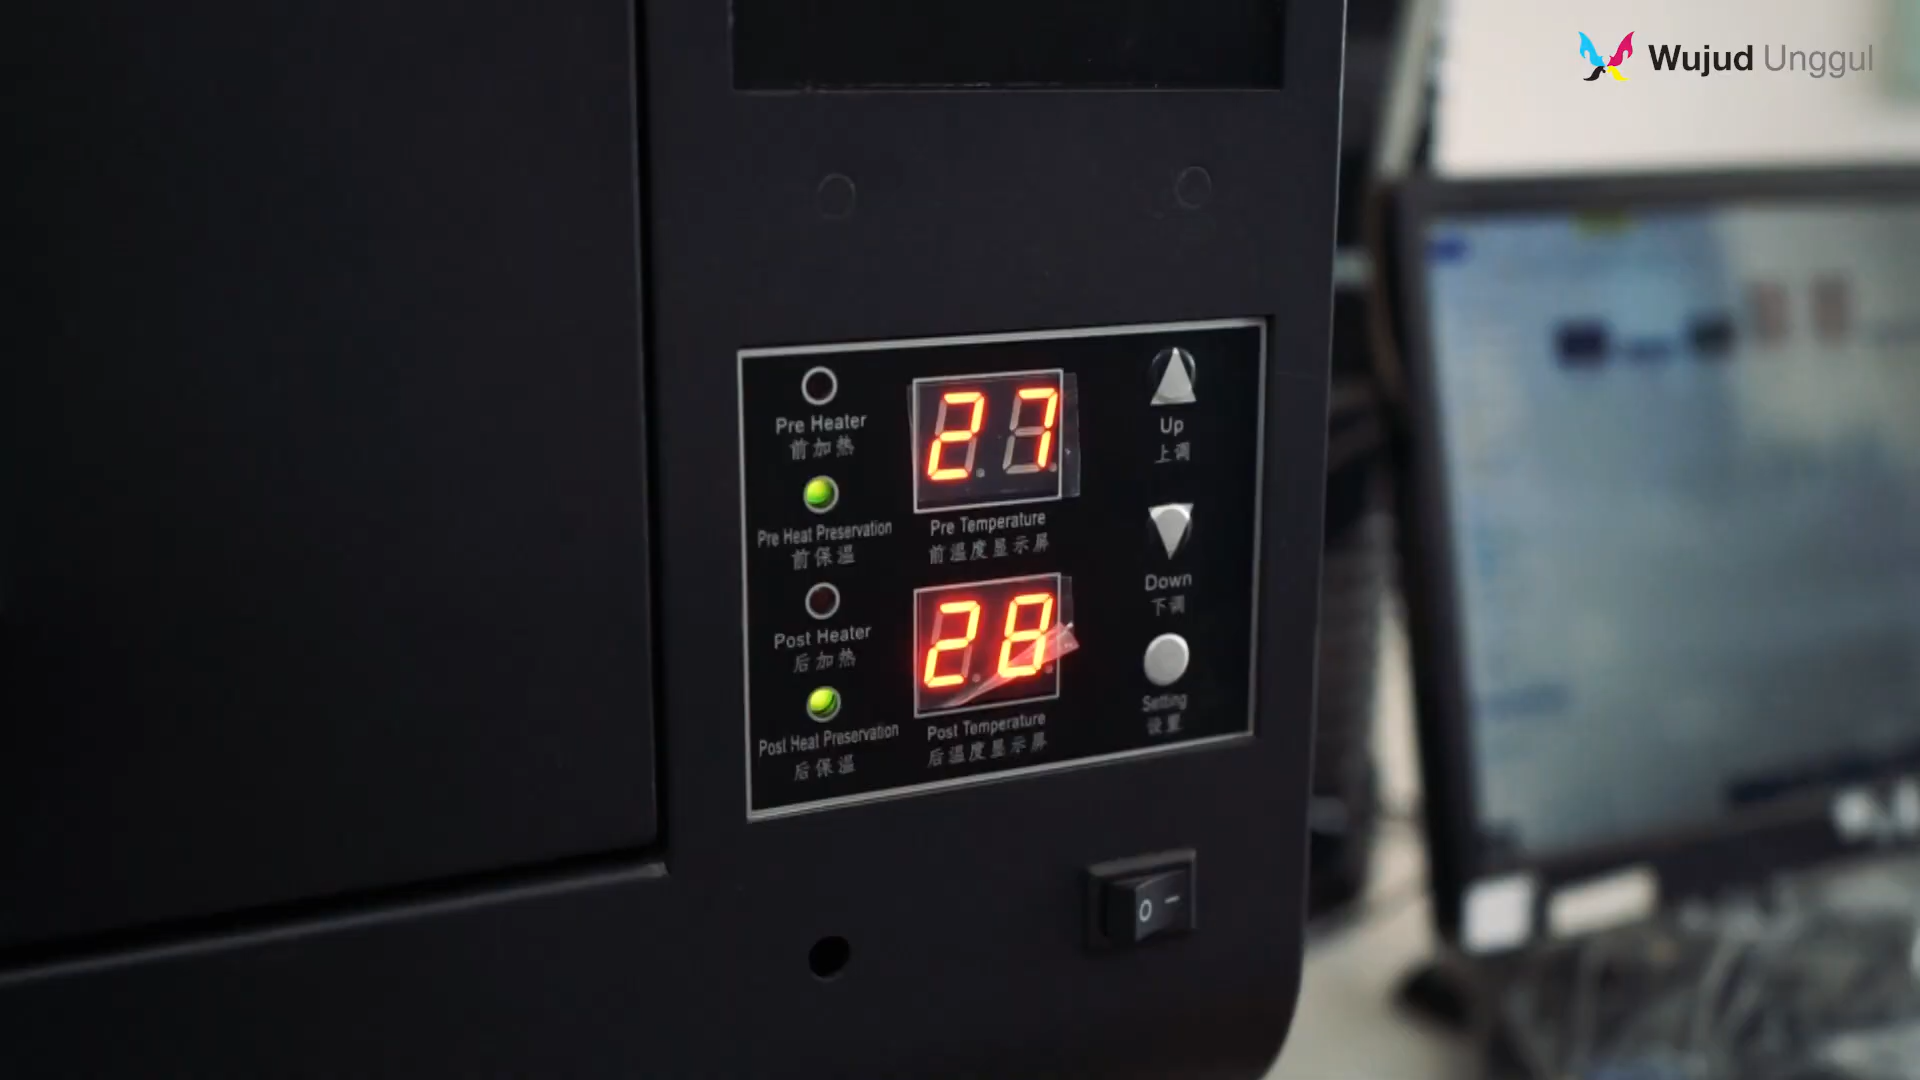 Wujud Unggul
Pre Heater
前加热
Pre Heat Preservation
前保温
Post Heater
后加热
Post Heat Preservation
后保温
27
Pre Temperature
前温度显示屏
28
Post Temperature
后温度显示屏
Up
上调
Down
下调
Setting
设置
O –